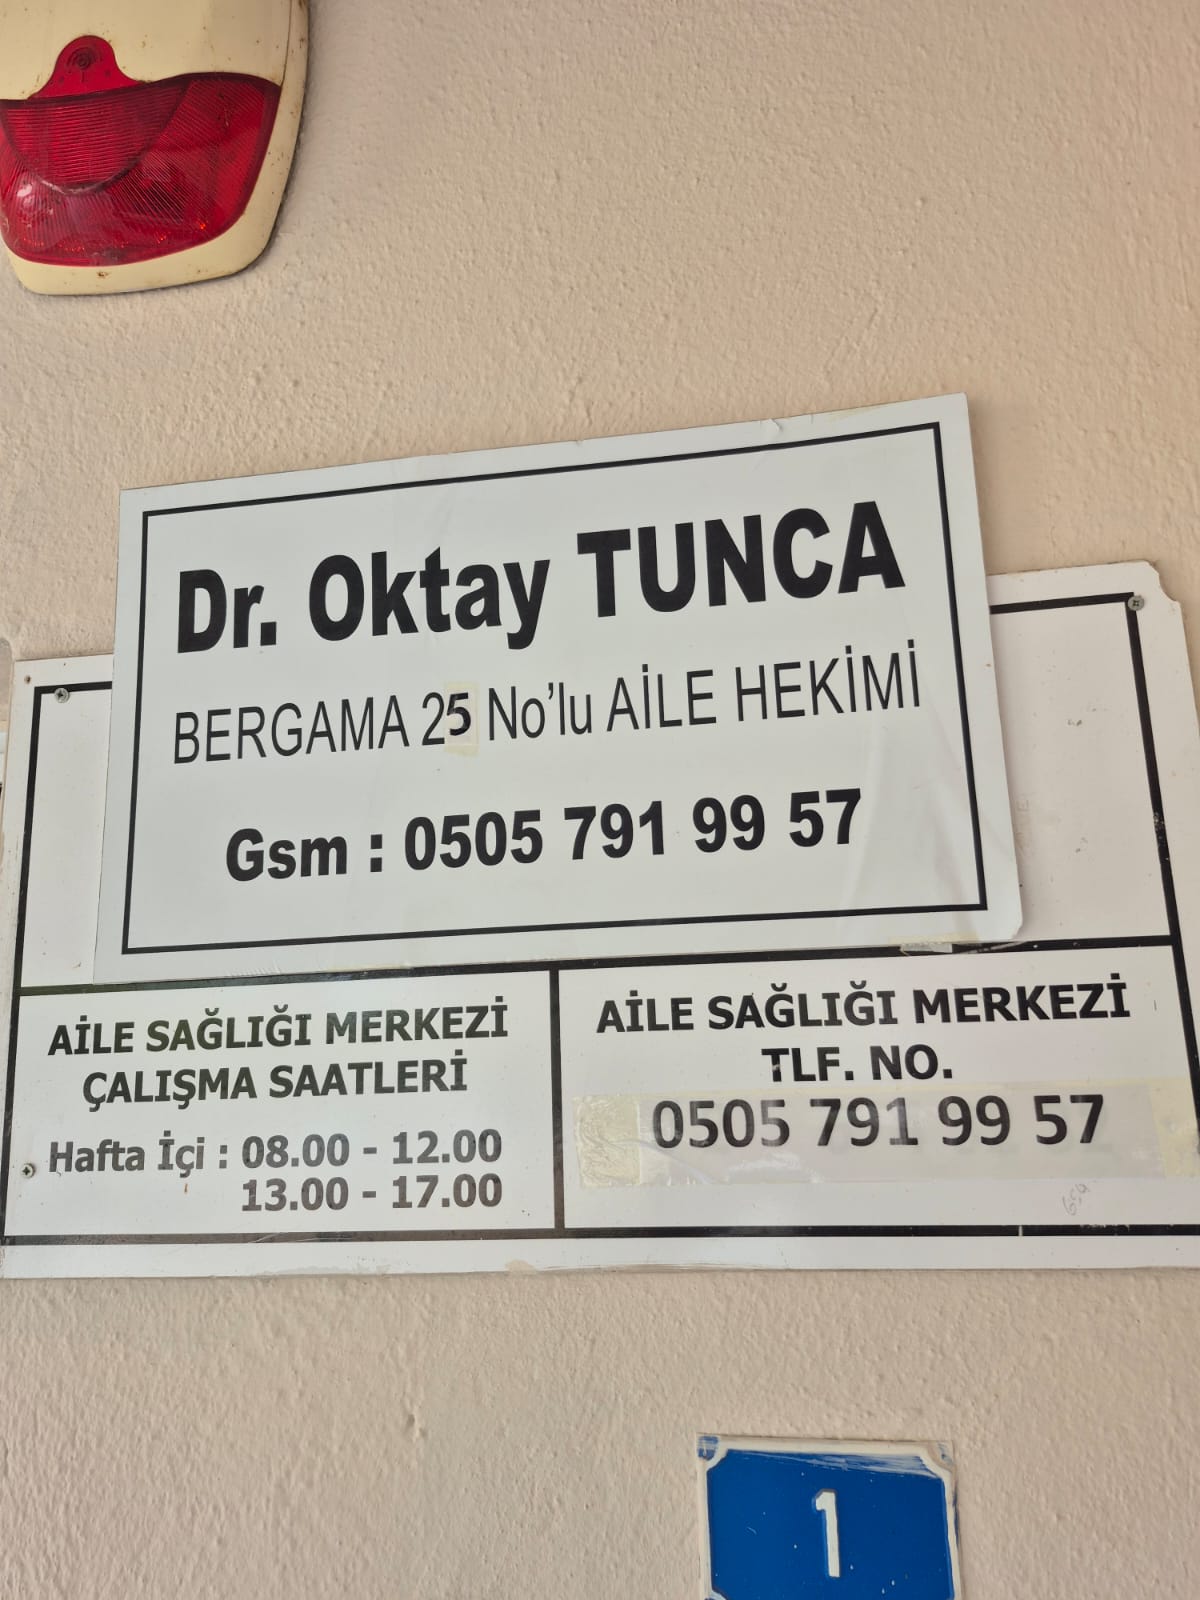 Dr. Oktay TUNCA
BERGAMA 25 No'lu AİLE HEKİMİ
Gsm : 0505 791 99 57
AİLE SAĞLIĞI MERKEZİ
ÇALIŞMA SAATLERİ
Hafta İçi : 08.00 - 12.00
13.00 - 17.00
AİLE SAĞLIĞI MERKEZİ
TLF. NO.
0505 791 99 57
1